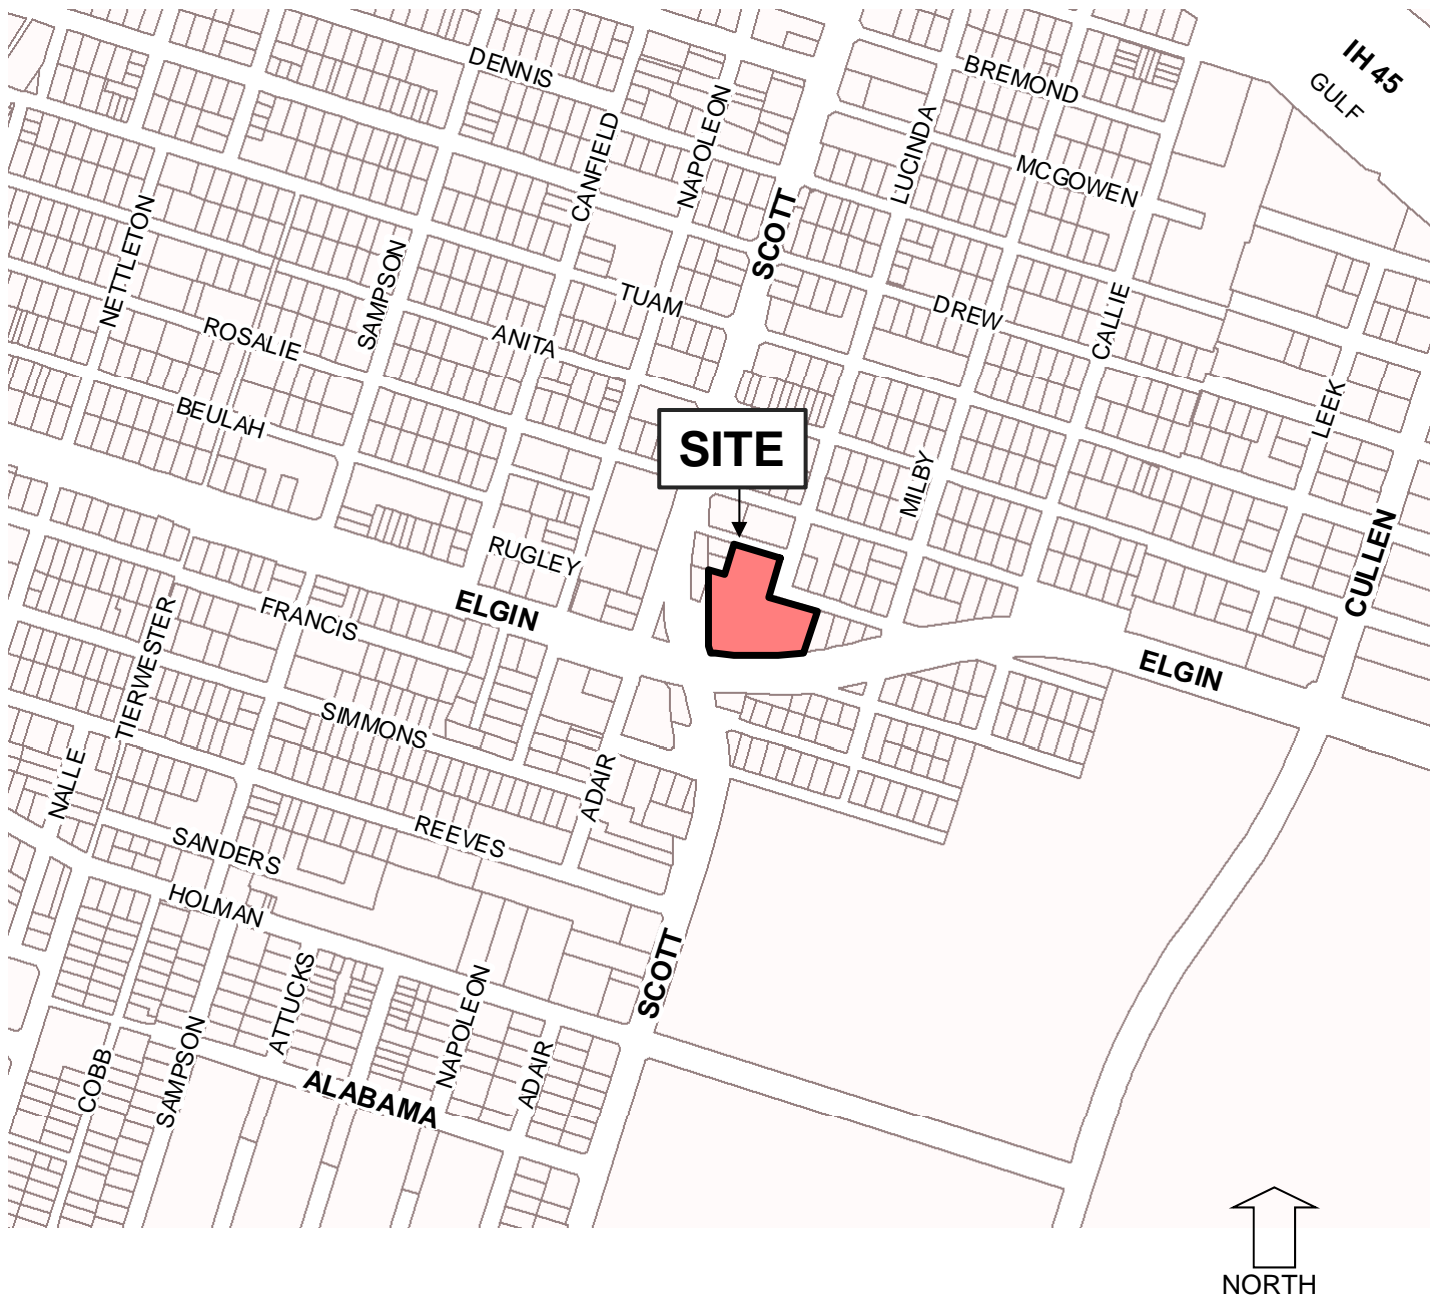 DENNIS
BREMOND
IH 45
GULF
CANFIELD
NAPOLEON
LUCINDA
MCGOWEN
NETTLETON
SAMPSON
SCOTT
TUAM
DREW
CALLIE
ROSALIE
ANITA
BEULAH
LEEK
SITE
MILBY
RUGLEY
CULLEN
FRANCIS
ELGIN
TIERWESTER
ELGIN
SIMMONS
NALLE
ADAIR
REEVES
SANDERS
HOLMAN
SCOTT
ATTUCKS
NAPOLEON
COBB
SAMPSON
ADAIR
ALABAMA
NORTH